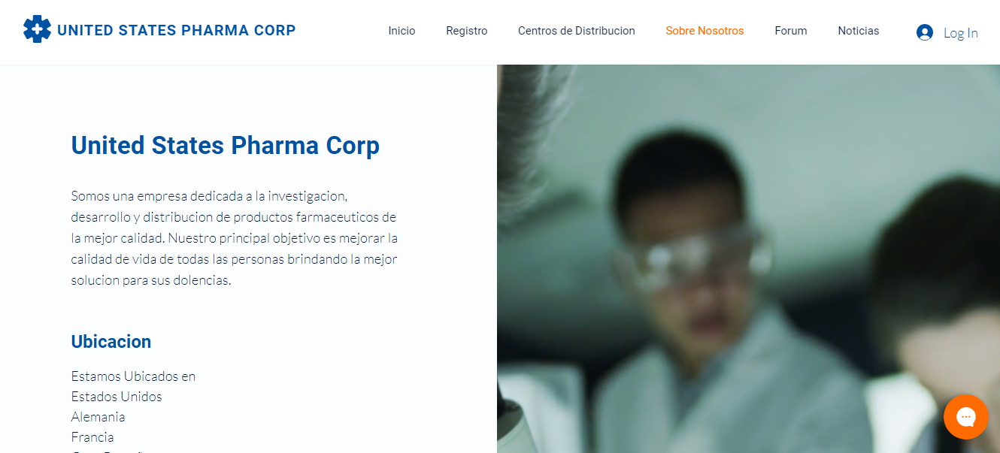 UNITED STATES PHARMA CORP
Inicio
Registro
Centros de Distribucion
Sobre Nosotros
Forum
Noticias
Log In
United States Pharma Corp
Somos una empresa dedicada a la investigacion,
desarrollo y distribucion de productos farmaceuticos de
la mejor calidad. Nuestro principal objetivo es mejorar la
calidad de vida de todas las personas brindando la mejor
solucion para sus dolencias.
Ubicacion
Estamos Ubicados en
Estados Unidos
Alemania
Francia